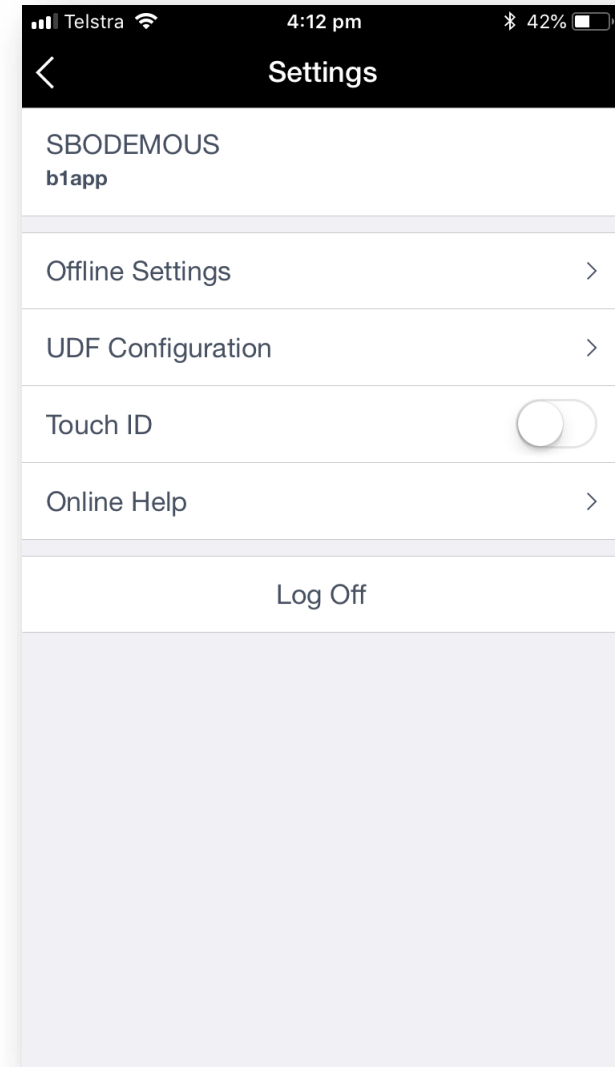 Telstra 4:12 pm 42%
Settings
SBODEMOUS
b1app
Offline Settings
UDF Configuration
Touch ID
Online Help
Log Off